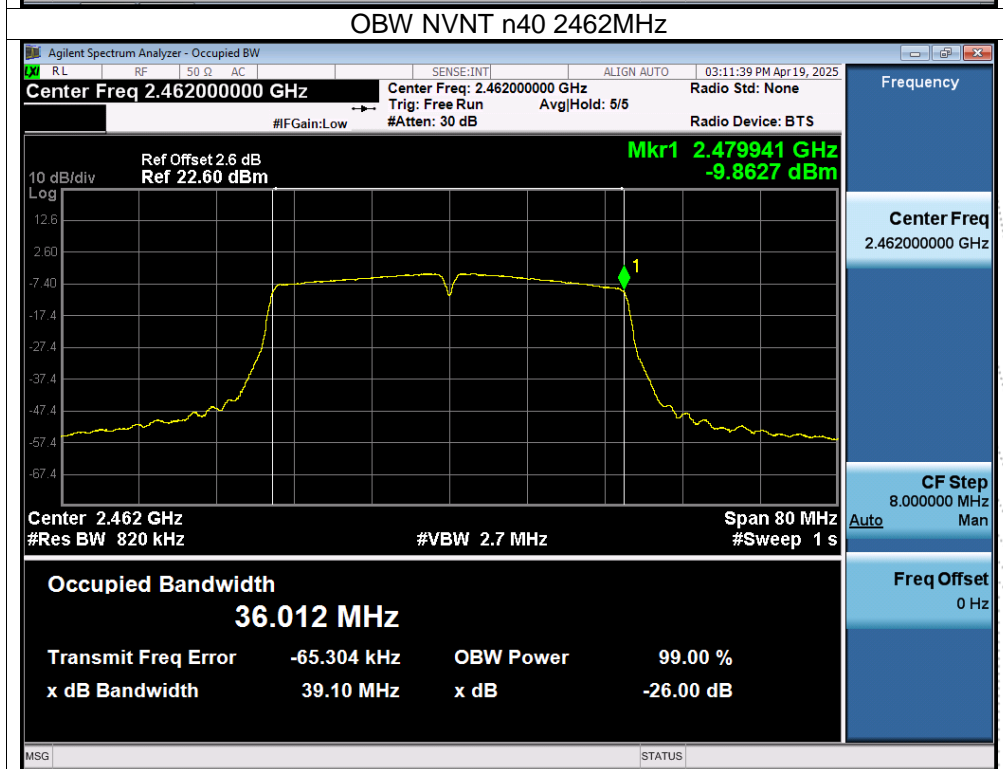 OBW NVNT n40 2462MHz
Agilent Spectrum Analyzer - Occupied BW
LXI RL RF 50 Ω AC SENSE:INT ALIGN AUTO 03:11:39 PM Apr 19, 2025
Center Freq 2.462000000 GHz
Center Freq: 2.462000000 GHz Radio Std: None
Trig: Free Run Avg|Hold: 5/5
#IFGain:Low #Atten: 30 dB Radio Device: BTS
Frequency
Mkr1 2.479941 GHz
-9.8627 dBm
Ref Offset 2.6 dB
10 dB/div Ref 22.60 dBm
Log
12.6
2.60
-7.40
-17.4
-27.4
-37.4
-47.4
-57.4
-67.4
1
Center 2.462 GHz Span 80 MHz
#Res BW 820 kHz #VBW 2.7 MHz #Sweep 1 s
Center Freq
2.462000000 GHz
CF Step
8.000000 MHz
Auto Man
Freq Offset
0 Hz
Occupied Bandwidth
36.012 MHz
Transmit Freq Error -65.304 kHz OBW Power 99.00 %
x dB Bandwidth 39.10 MHz x dB -26.00 dB
MSG STATUS